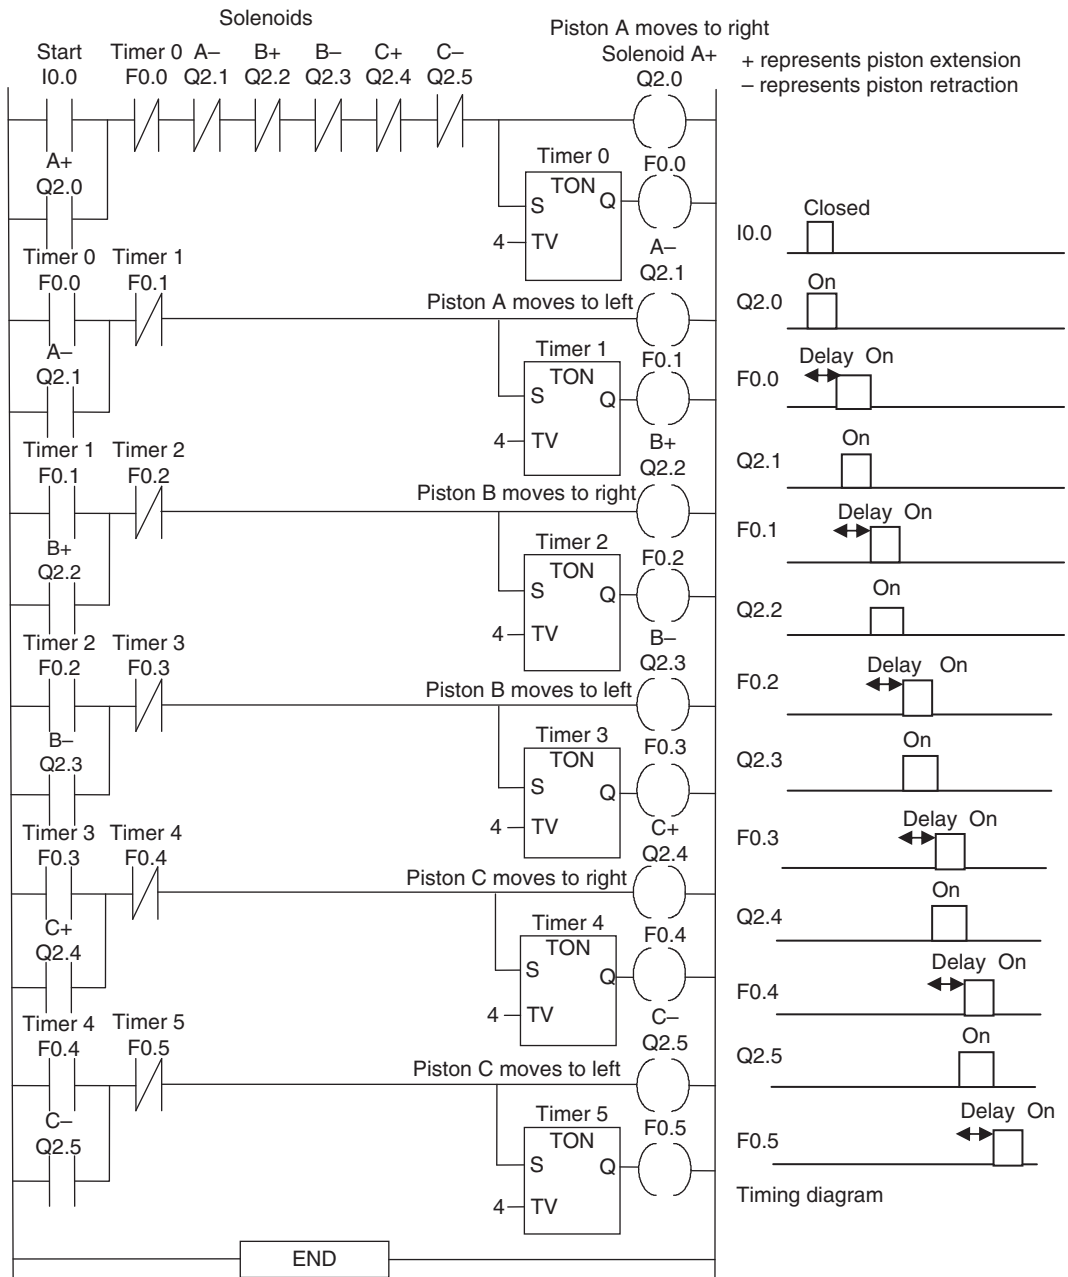 Solenoids
Piston A moves to right
Start Timer 0 A– B+ B– C+ C– Solenoid A+
I0.0 F0.0 Q2.1 Q2.2 Q2.3 Q2.4 Q2.5 Q2.0
+ represents piston extension
– represents piston retraction
A+
Q2.0
Timer 0
TON
S Q
4 TV
F0.0
Timer 0 Timer 1
F0.0 F0.1
A–
Q2.1
Piston A moves to left
A–
Q2.1
Timer 1
TON
S Q
4 TV
F0.1
Timer 1 Timer 2
F0.1 F0.2
B+
Q2.2
Piston B moves to right
B+
Q2.2
Timer 2
TON
S Q
4 TV
F0.2
Timer 2 Timer 3
F0.2 F0.3
B–
Q2.3
Piston B moves to left
B–
Q2.3
Timer 3
TON
S Q
4 TV
F0.3
Timer 3 Timer 4
F0.3 F0.4
C+
Q2.4
Piston C moves to right
C+
Q2.4
Timer 4
TON
S Q
4 TV
F0.4
Timer 4 Timer 5
F0.4 F0.5
C–
Q2.5
Piston C moves to left
C–
Q2.5
Timer 5
TON
S Q
4 TV
F0.5
END
Closed
I0.0
On
Q2.0
Delay On
F0.0
On
Q2.1
Delay On
F0.1
On
Q2.2
Delay On
F0.2
On
Q2.3
Delay On
F0.3
On
Q2.4
Delay On
F0.4
On
Q2.5
Delay On
F0.5
Timing diagram